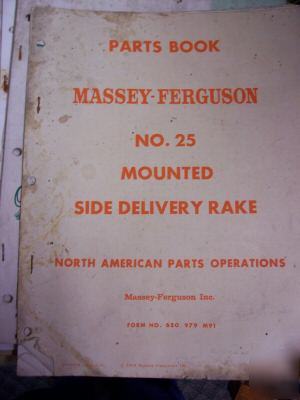 PARTS BOOK
MASSEY-FERGUSON
NO. 25
MOUNTED
SIDE DELIVERY RAKE
NORTH AMERICAN PARTS OPERATIONS
Massey-Ferguson Inc.
FORM NO. 650 979 M91